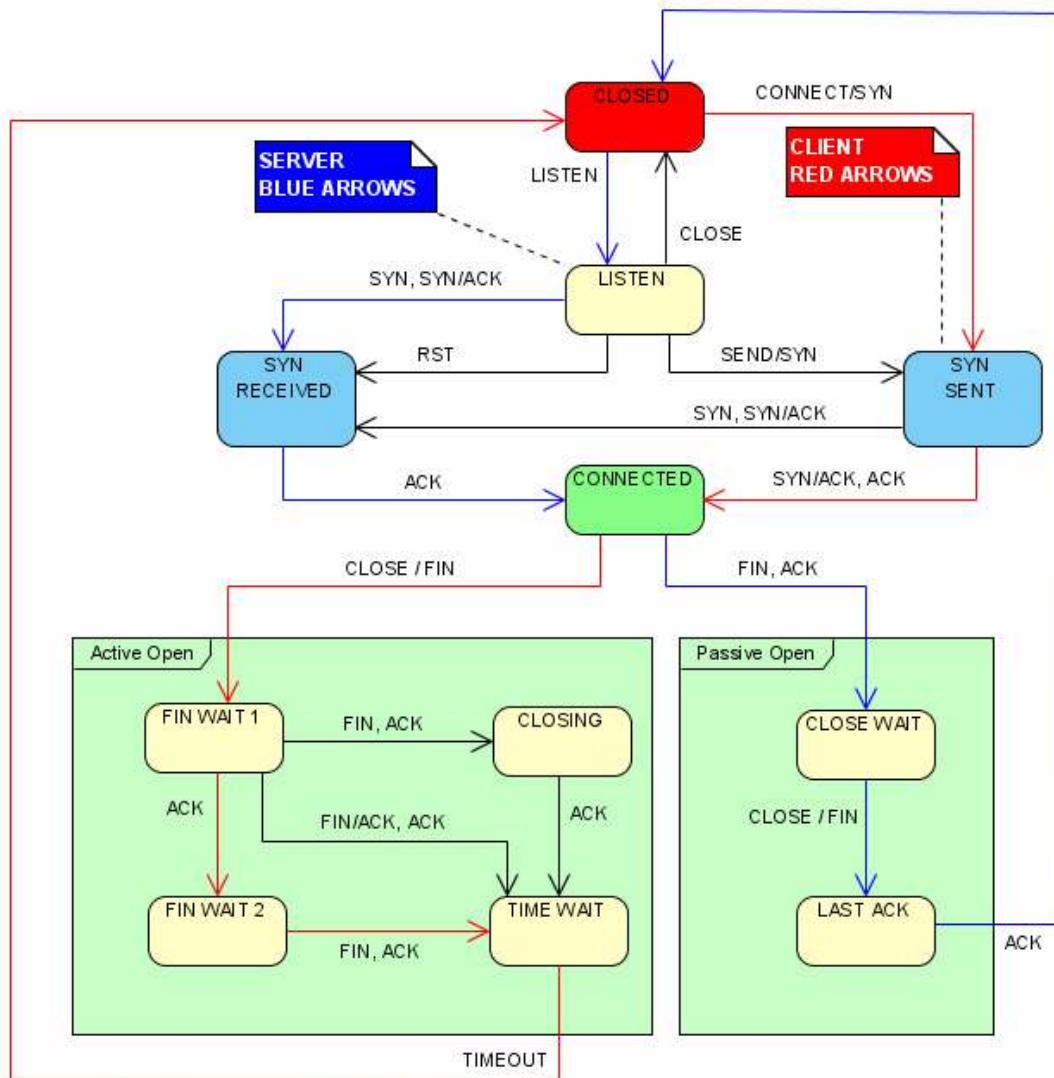 CLOSED
CONNECT/SYN
SERVER
BLUE ARROWS
CLIENT
RED ARROWS
LISTEN
CLOSE
LISTEN
SYN, SYN/ACK
RST
SEND/SYN
SYN
RECEIVED
SYN
SENT
SYN, SYN/ACK
CONNECTED
ACK
SYN/ACK, ACK
CLOSE / FIN
FIN, ACK
Active Open
Passive Open
FIN WAIT 1
FIN, ACK
CLOSING
CLOSE WAIT
ACK
FIN/ACK, ACK
ACK
CLOSE / FIN
FIN WAIT 2
TIME WAIT
LAST ACK
FIN, ACK
ACK
TIMEOUT